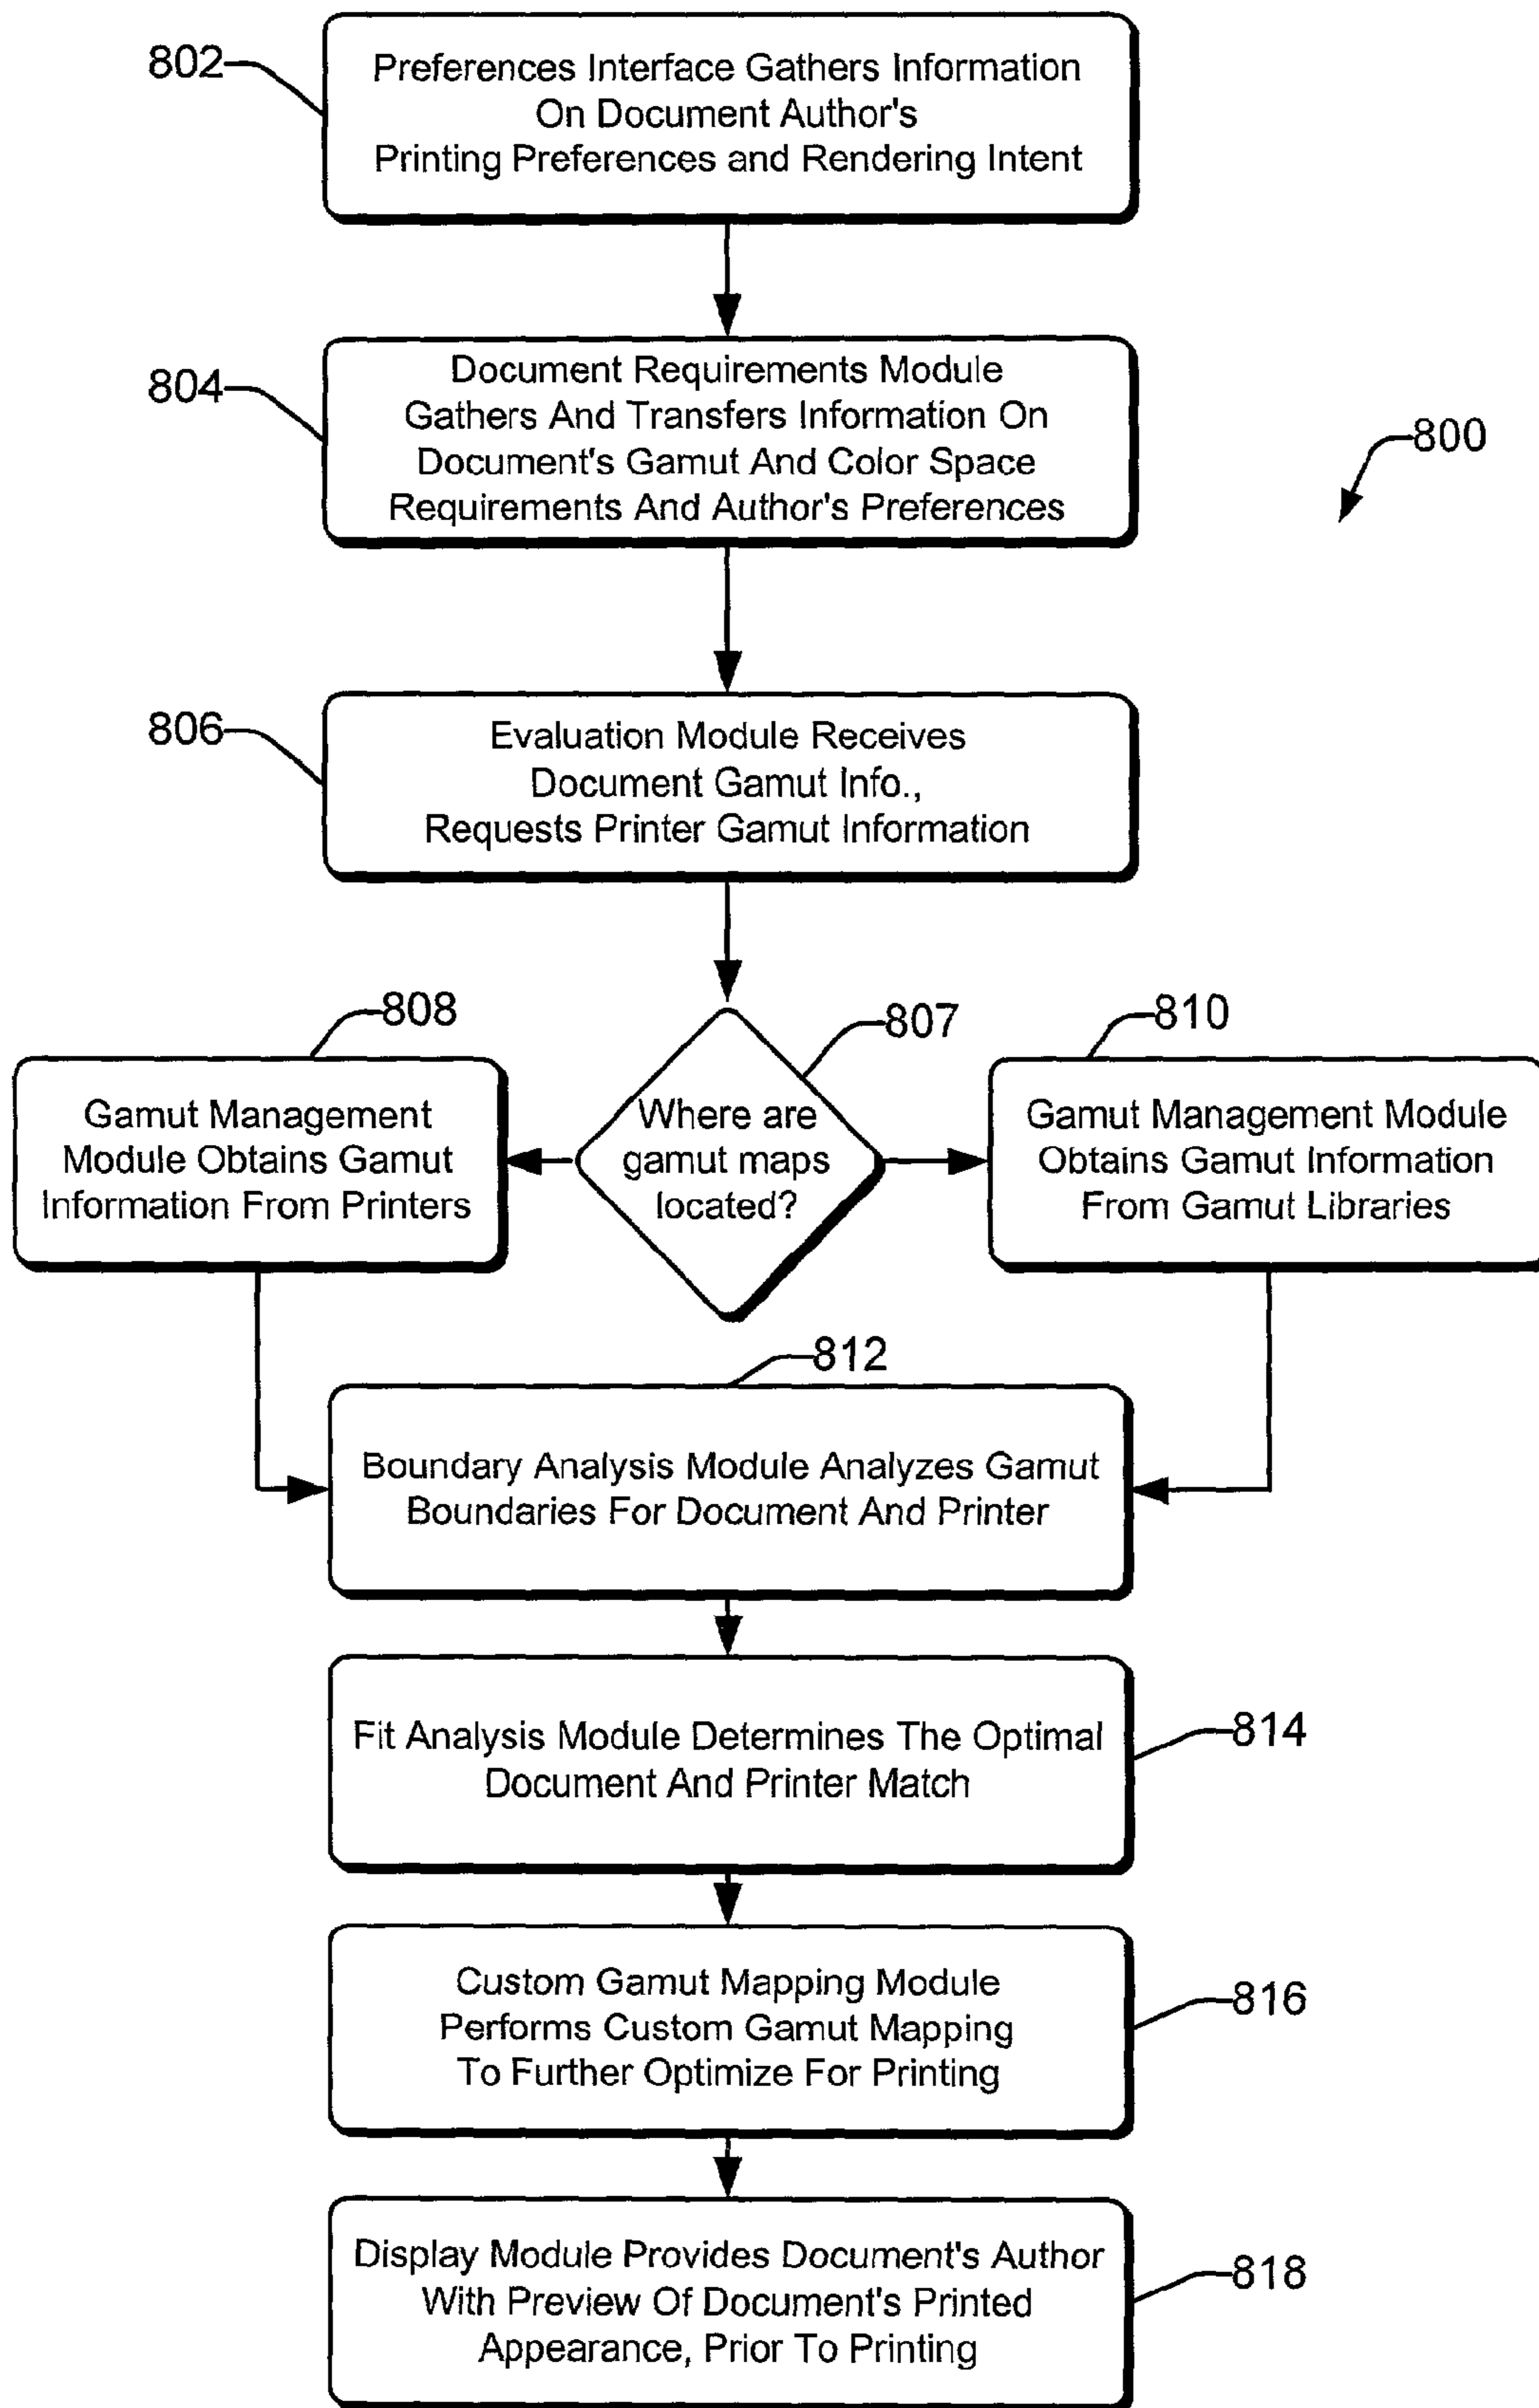 802
Preferences Interface Gathers Information
On Document Author's
Printing Preferences and Rendering Intent
804
Document Requirements Module
Gathers And Transfers Information On
Document's Gamut And Color Space
Requirements And Author's Preferences
800
806
Evaluation Module Receives
Document Gamut Info.,
Requests Printer Gamut Information
808
Gamut Management
Module Obtains Gamut
Information From Printers
807
Where are
gamut maps
located?
810
Gamut Management Module
Obtains Gamut Information
From Gamut Libraries
812
Boundary Analysis Module Analyzes Gamut
Boundaries For Document And Printer
Fit Analysis Module Determines The Optimal
Document And Printer Match
814
Custom Gamut Mapping Module
Performs Custom Gamut Mapping
To Further Optimize For Printing
816
Display Module Provides Document's Author
With Preview Of Document's Printed
Appearance, Prior To Printing
818